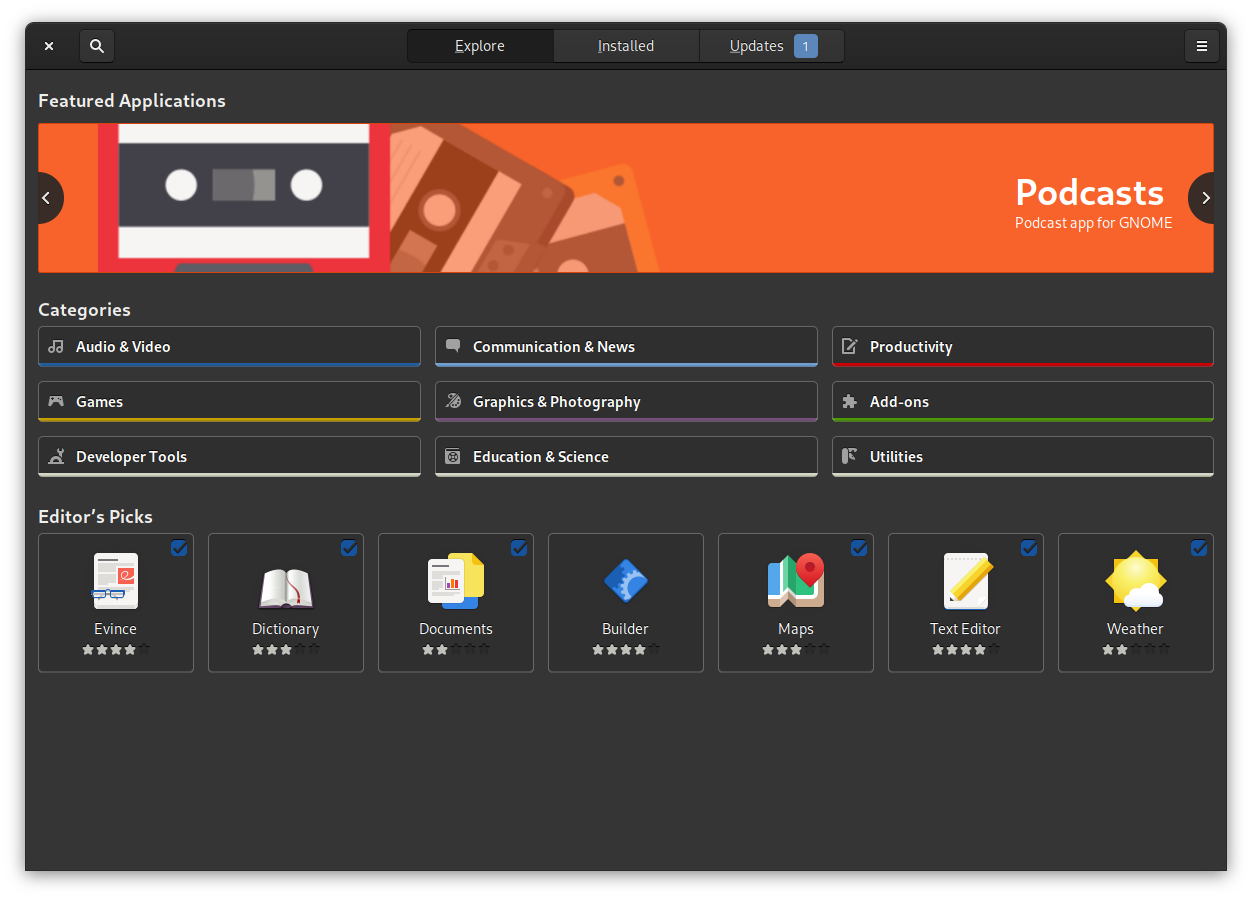 Explore
Installed
Updates 1
Featured Applications
Podcasts
Podcast app for GNOME
Categories
Audio & Video
Communication & News
Productivity
Games
Graphics & Photography
Add-ons
Developer Tools
Education & Science
Utilities
Editor’s Picks
Evince
Dictionary
Documents
Builder
Maps
Text Editor
Weather